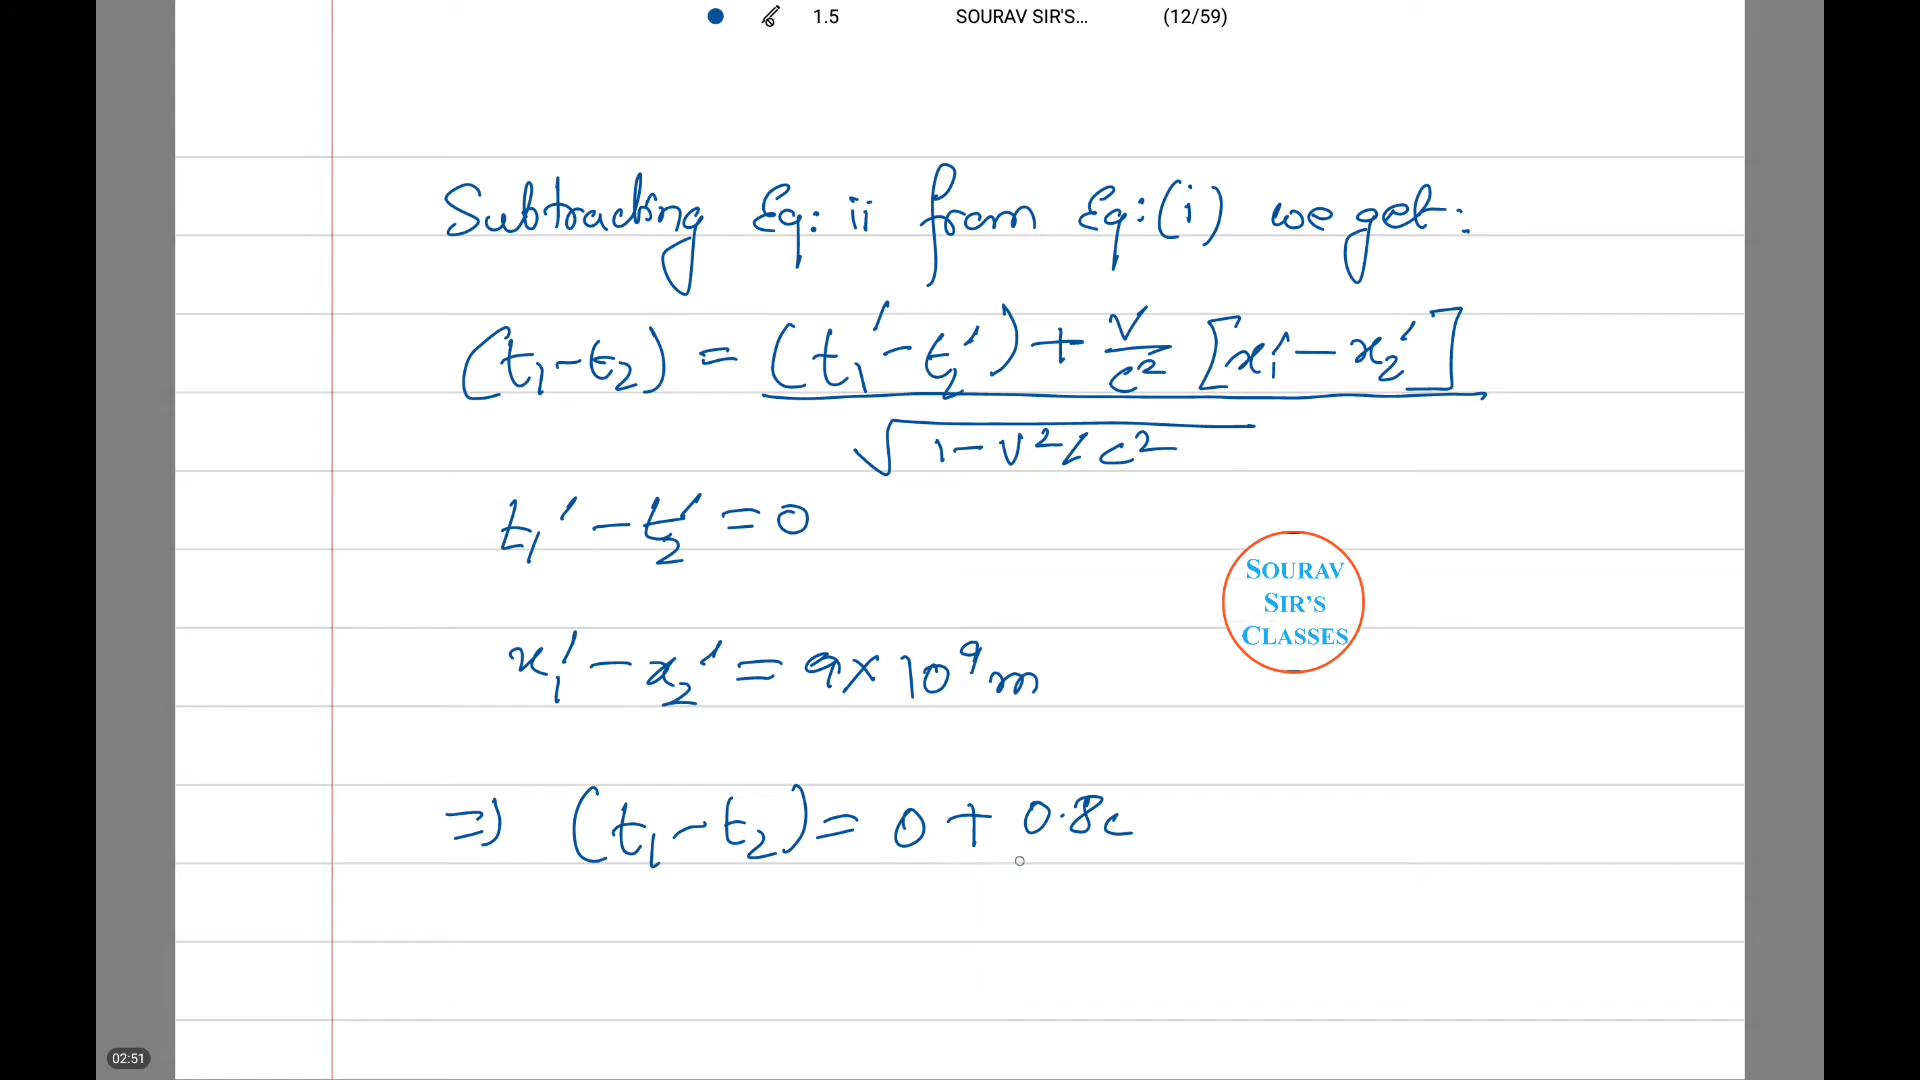 1.5 SOURAV SIR'S... (12/59)
Subtracting Eq: ii from Eq:(i) we get:
(t₁-t₂) = (t₁'-t₂') + V/c² [x₁'-x₂']
√1-V²/c²
t₁' - t₂' = 0
x₁' - x₂' = 9×10⁹m
⇒ (t₁-t₂) = 0 + 0.8c
SOURAV
SIR'S
CLASSES
02:51